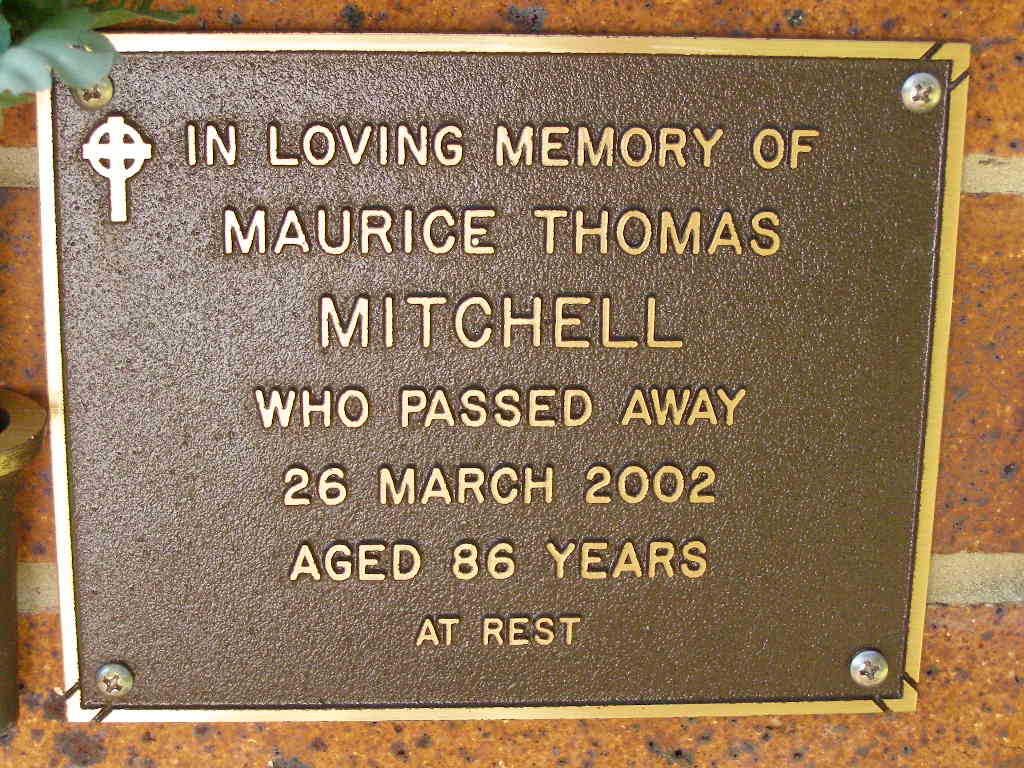 IN LOVING MEMORY OF
MAURICE THOMAS
MITCHELL
WHO PASSED AWAY
26 MARCH 2002
AGED 86 YEARS
AT REST